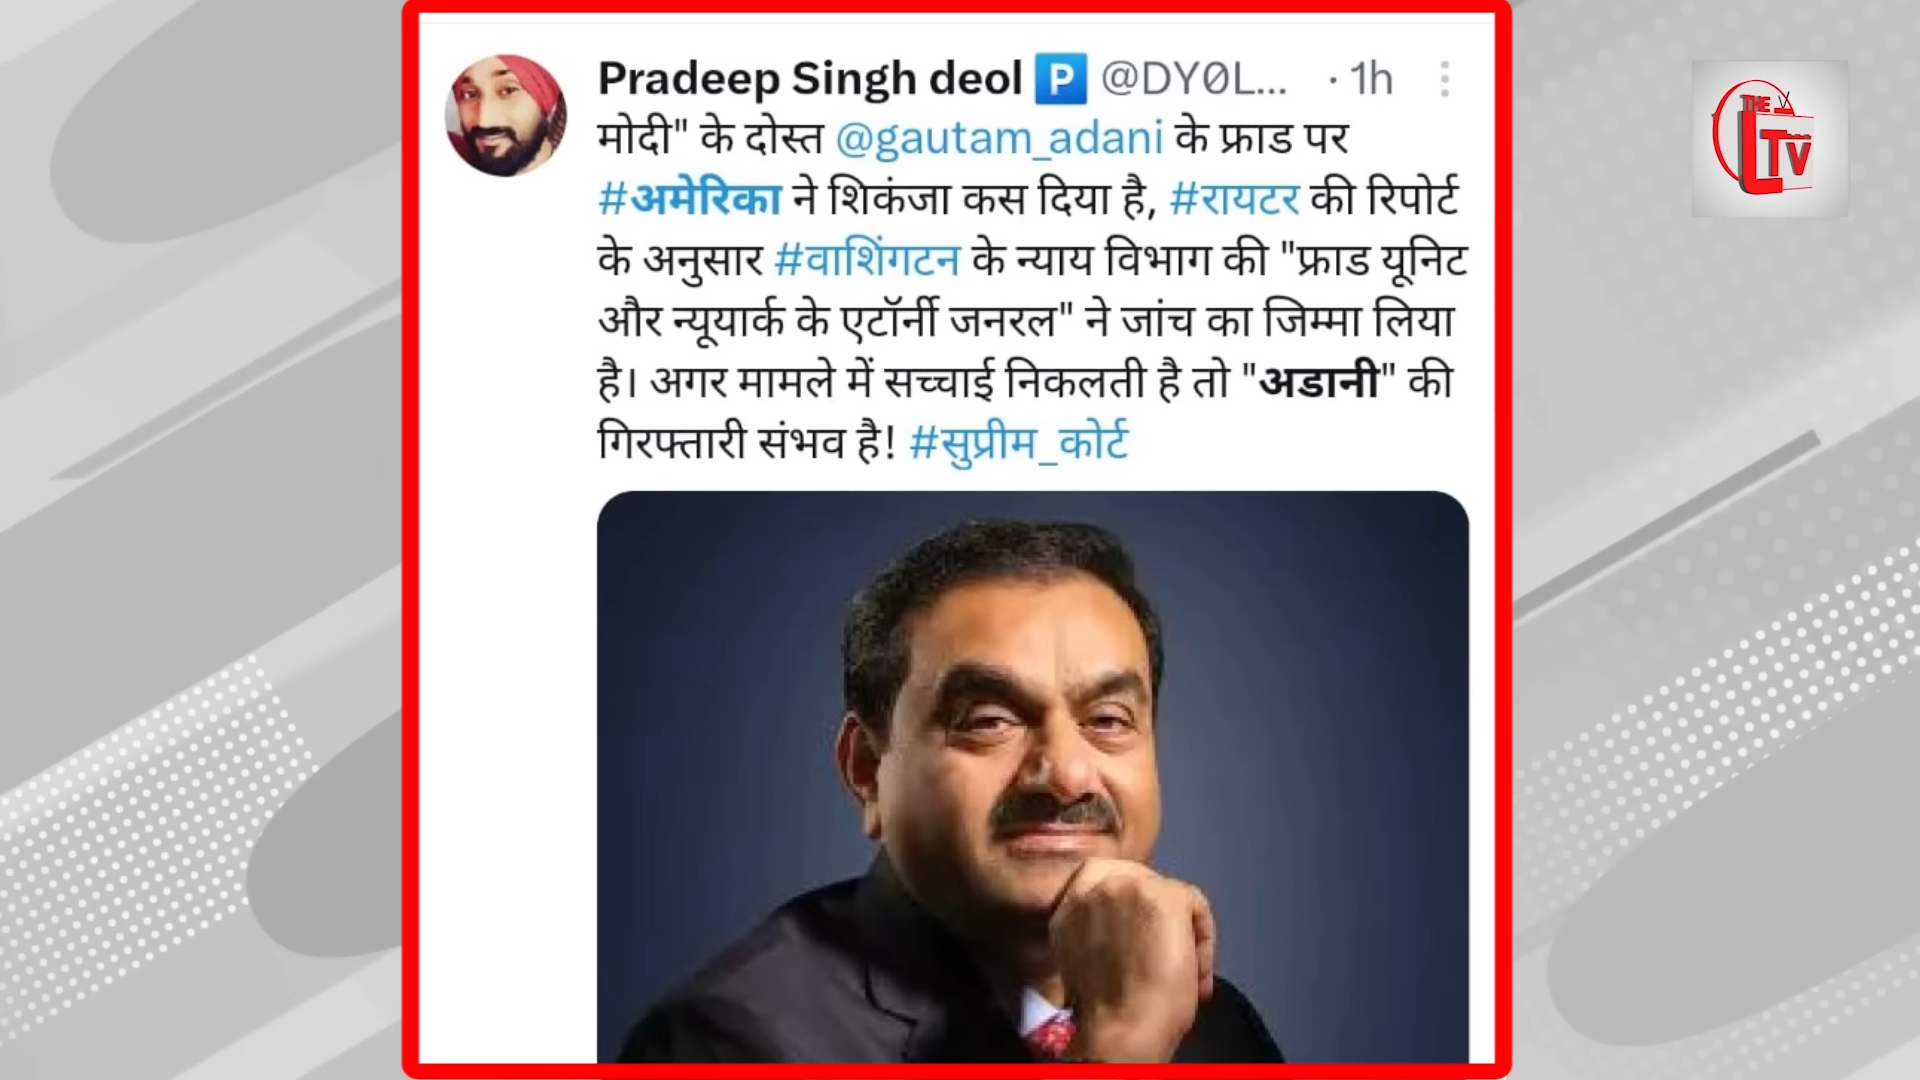 Pradeep Singh deol 🅿 @DY0L... · 1h
मोदी" के दोस्त @gautam_adani के फ्राड पर
#अमेरिका ने शिकंजा कस दिया है, #रायटर की रिपोर्ट
के अनुसार #वाशिंगटन के न्याय विभाग की "फ्राड यूनिट
और न्यूयार्क के एटॉर्नी जनरल" ने जांच का जिम्मा लिया
है। अगर मामले में सच्चाई निकलती है तो "अडानी" की
गिरफ्तारी संभव है! #सुप्रीम_कोर्ट
THE
LTV